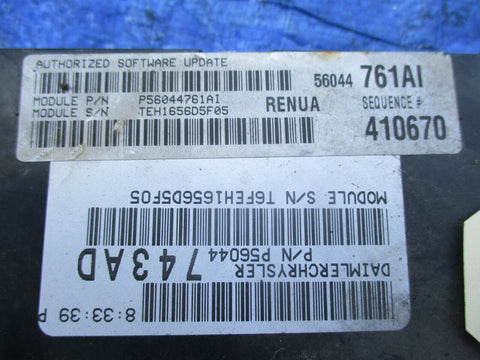 AUTHORIZED SOFTWARE UPDATE
56044 761AI
MODULE P/N P56044761AI
MODULE S/N TEH1656D5F05
RENUA SEQUENCE #
410670
DAIMLERCHRYSLER
P/N P56044 743AD
MODULE S/N T6FEH1656D5F05
8:33:39 P